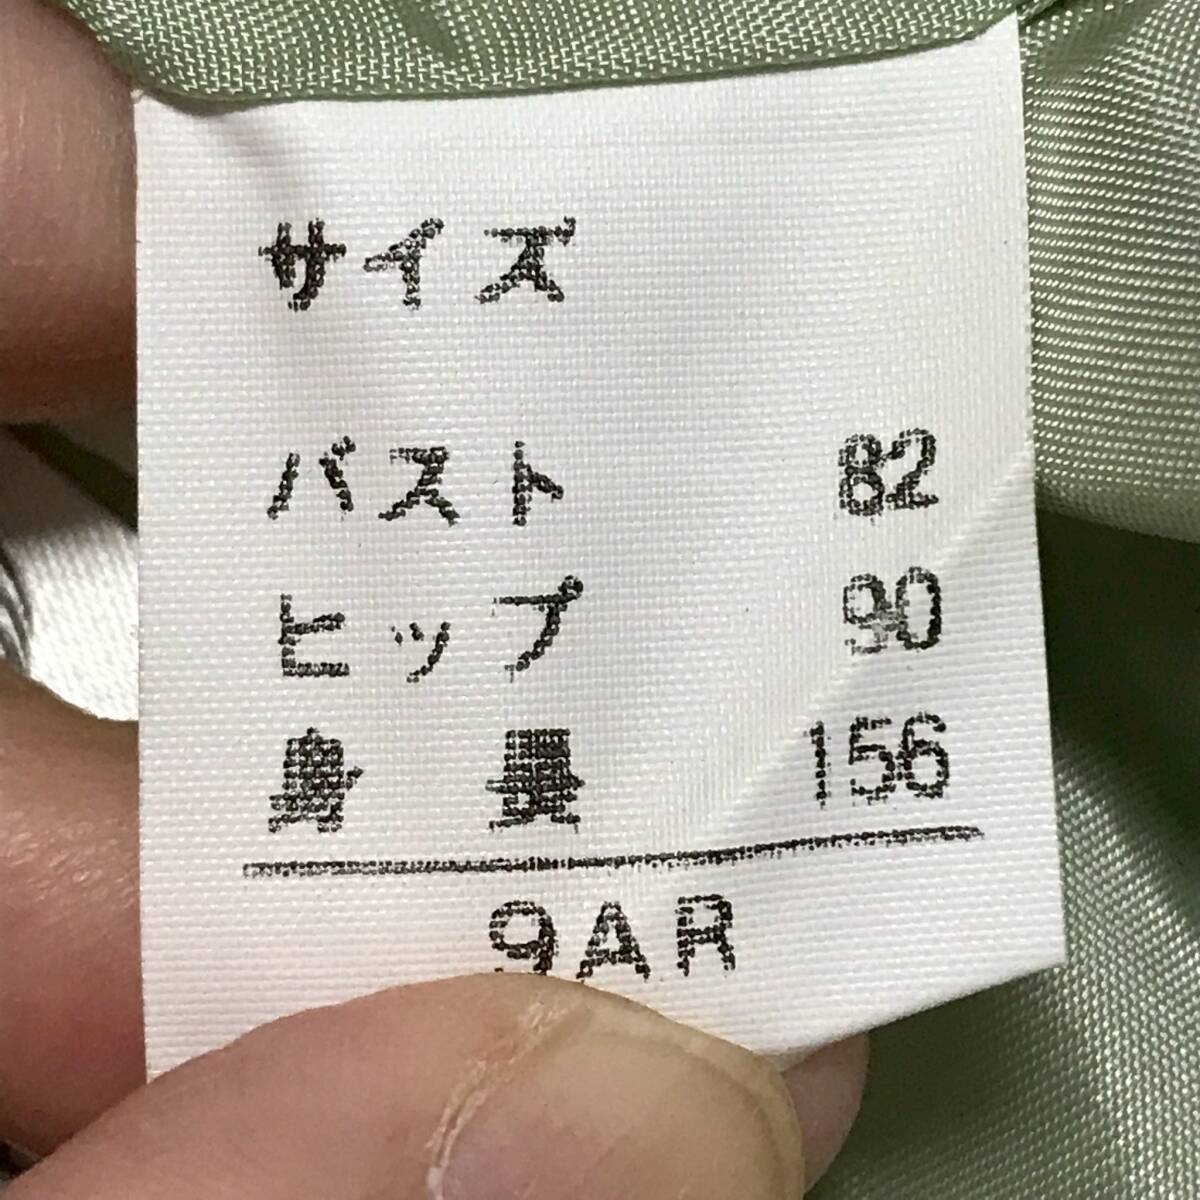 サイズ
バスト 82
ヒップ 90
身長 156
9AR